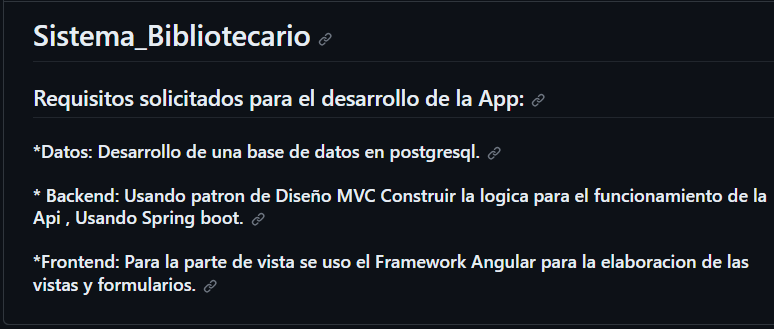 Sistema_Bibliotecario
Requisitos solicitados para el desarrollo de la App:
*Datos: Desarrollo de una base de datos en postgresql.
* Backend: Usando patron de Diseño MVC Construir la logica para el funcionamiento de la
Api , Usando Spring boot.
*Frontend: Para la parte de vista se uso el Framework Angular para la elaboracion de las
vistas y formularios.